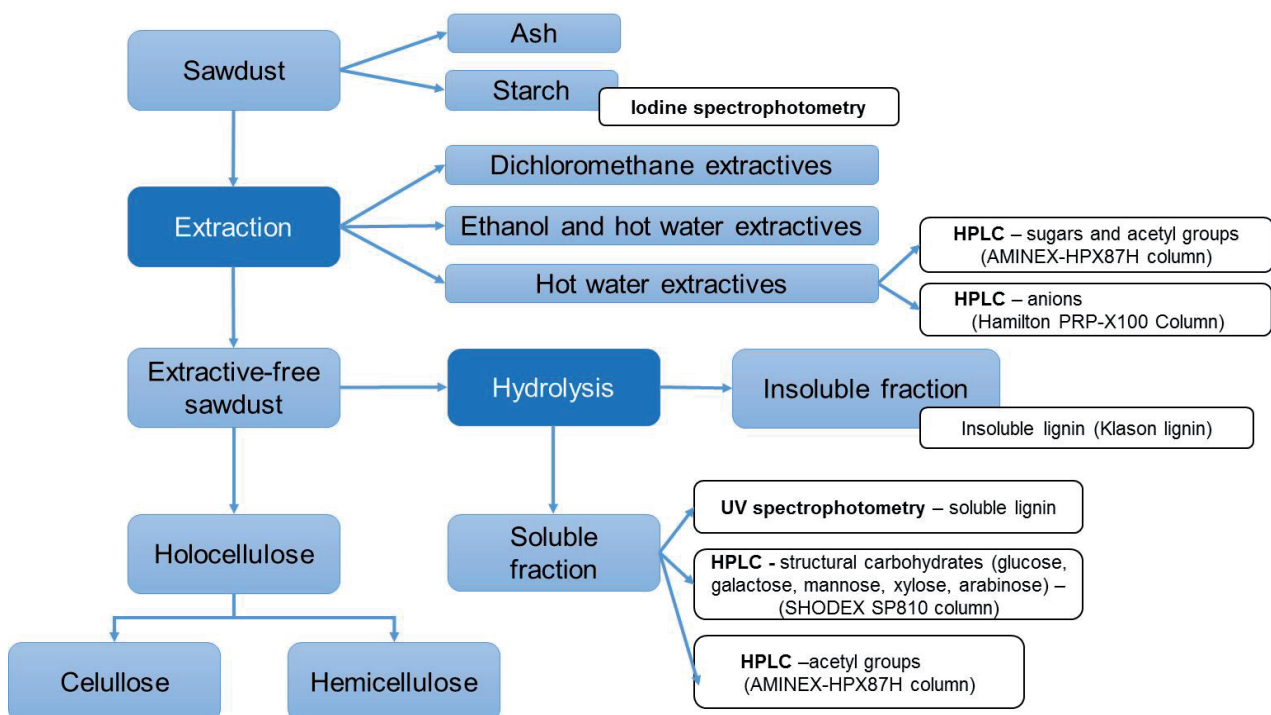 Ash
Sawdust
Starch
Iodine spectrophotometry
Dichloromethane extractives
Extraction
Ethanol and hot water extractives
Hot water extractives
HPLC – sugars and acetyl groups
(AMINEX-HPX87H column)
HPLC – anions
(Hamilton PRP-X100 Column)
Extractive-free
sawdust
Hydrolysis
Insoluble fraction
Insoluble lignin (Klason lignin)
Holocellulose
Soluble
fraction
UV spectrophotometry – soluble lignin
HPLC - structural carbohydrates (glucose,
galactose, mannose, xylose, arabinose) –
(SHODEX SP810 column)
HPLC –acetyl groups
(AMINEX-HPX87H column)
Celullose
Hemicellulose